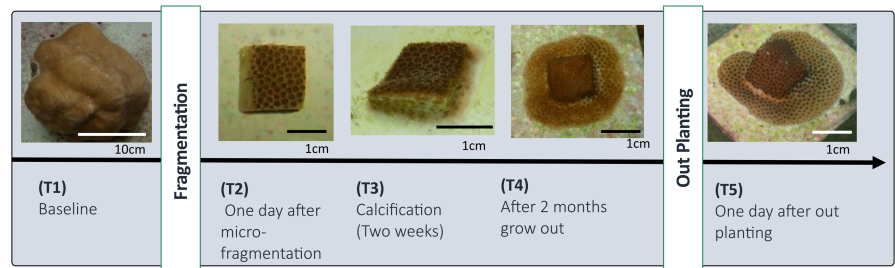 10cm
Fragmentation
1cm
1cm
1cm
Out Planting
1cm
(T1)
Baseline
(T2)
One day after
micro-
fragmentation
(T3)
Calcification
(Two weeks)
(T4)
After 2 months
grow out
(T5)
One day after out
planting